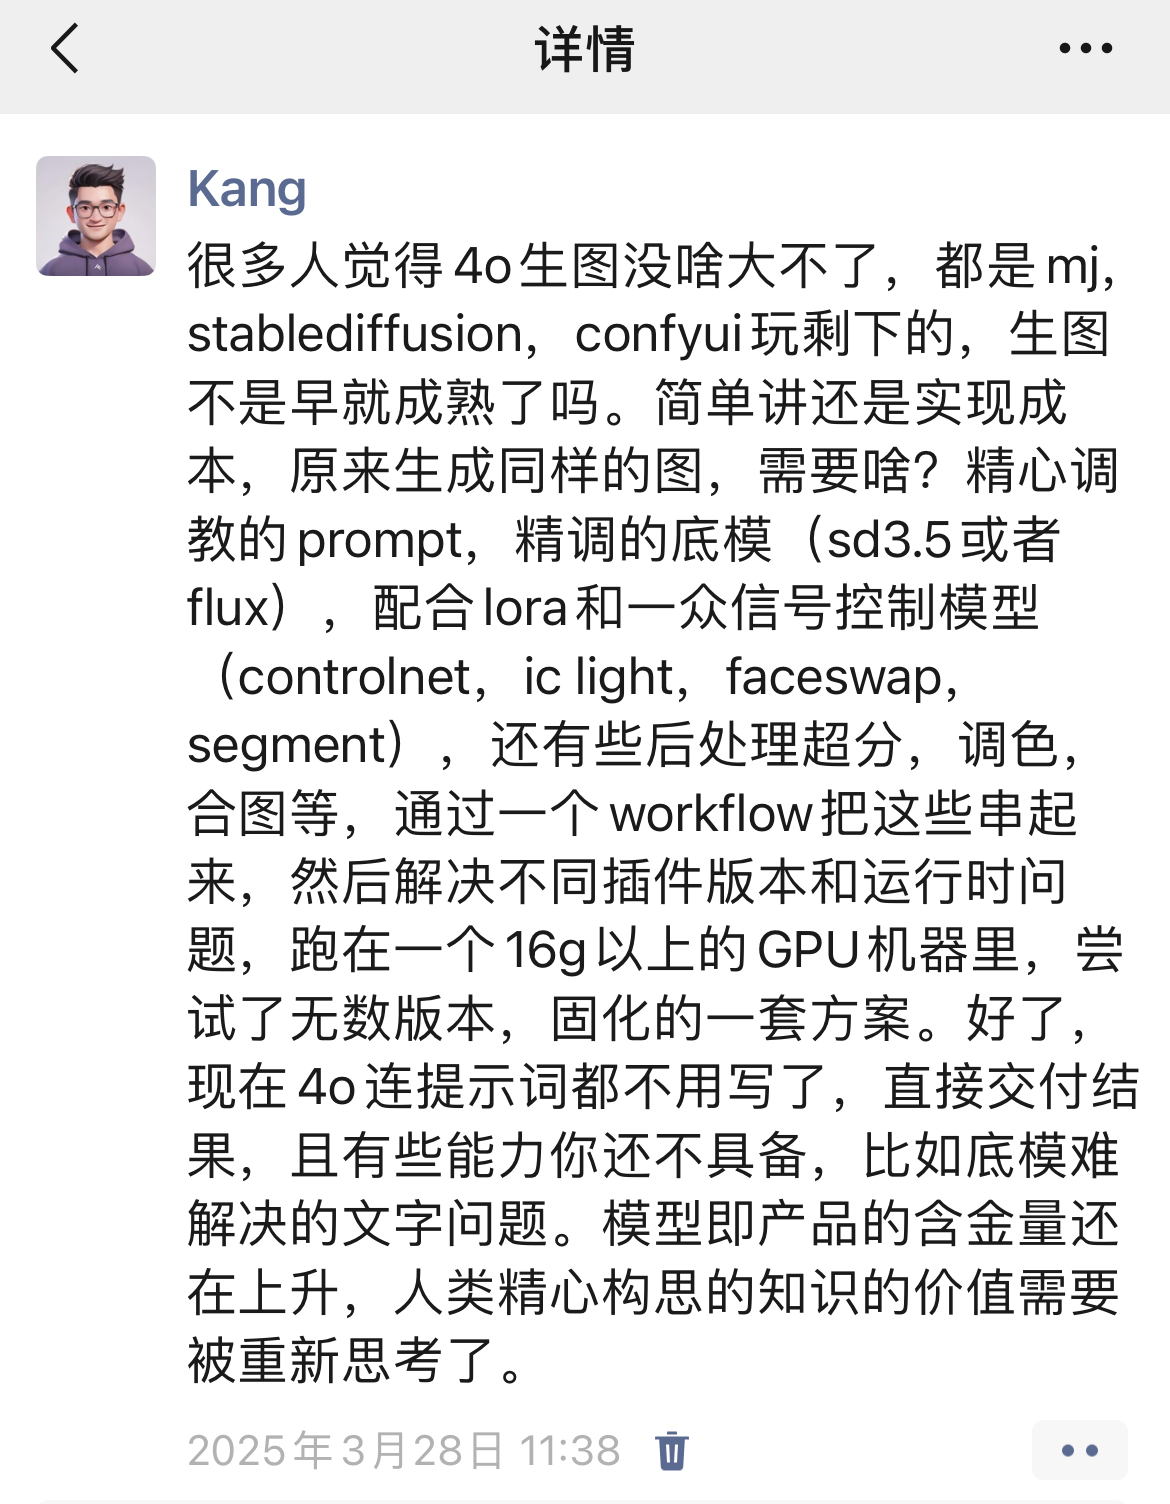 详情
Kang
很多人觉得4o生图没啥大不了，都是mj，
stablediffusion，confyui玩剩下的，生图
不是早就成熟了吗。简单讲还是实现成
本，原来生成同样的图，需要啥？精心调
教的prompt，精调的底模（sd3.5或者
flux），配合lora和一众信号控制模型
（controlnet，ic light，faceswap，
segment），还有些后处理超分，调色，
合图等，通过一个workflow把这些串起
来，然后解决不同插件版本和运行时问
题，跑在一个16g以上的GPU机器里，尝
试了无数版本，固化的一套方案。好了，
现在4o连提示词都不用写了，直接交付结
果，且有些能力你还不具备，比如底模难
解决的文字问题。模型即产品的含金量还
在上升，人类精心构思的知识的价值需要
被重新思考了。
2025年3月28日 11:38